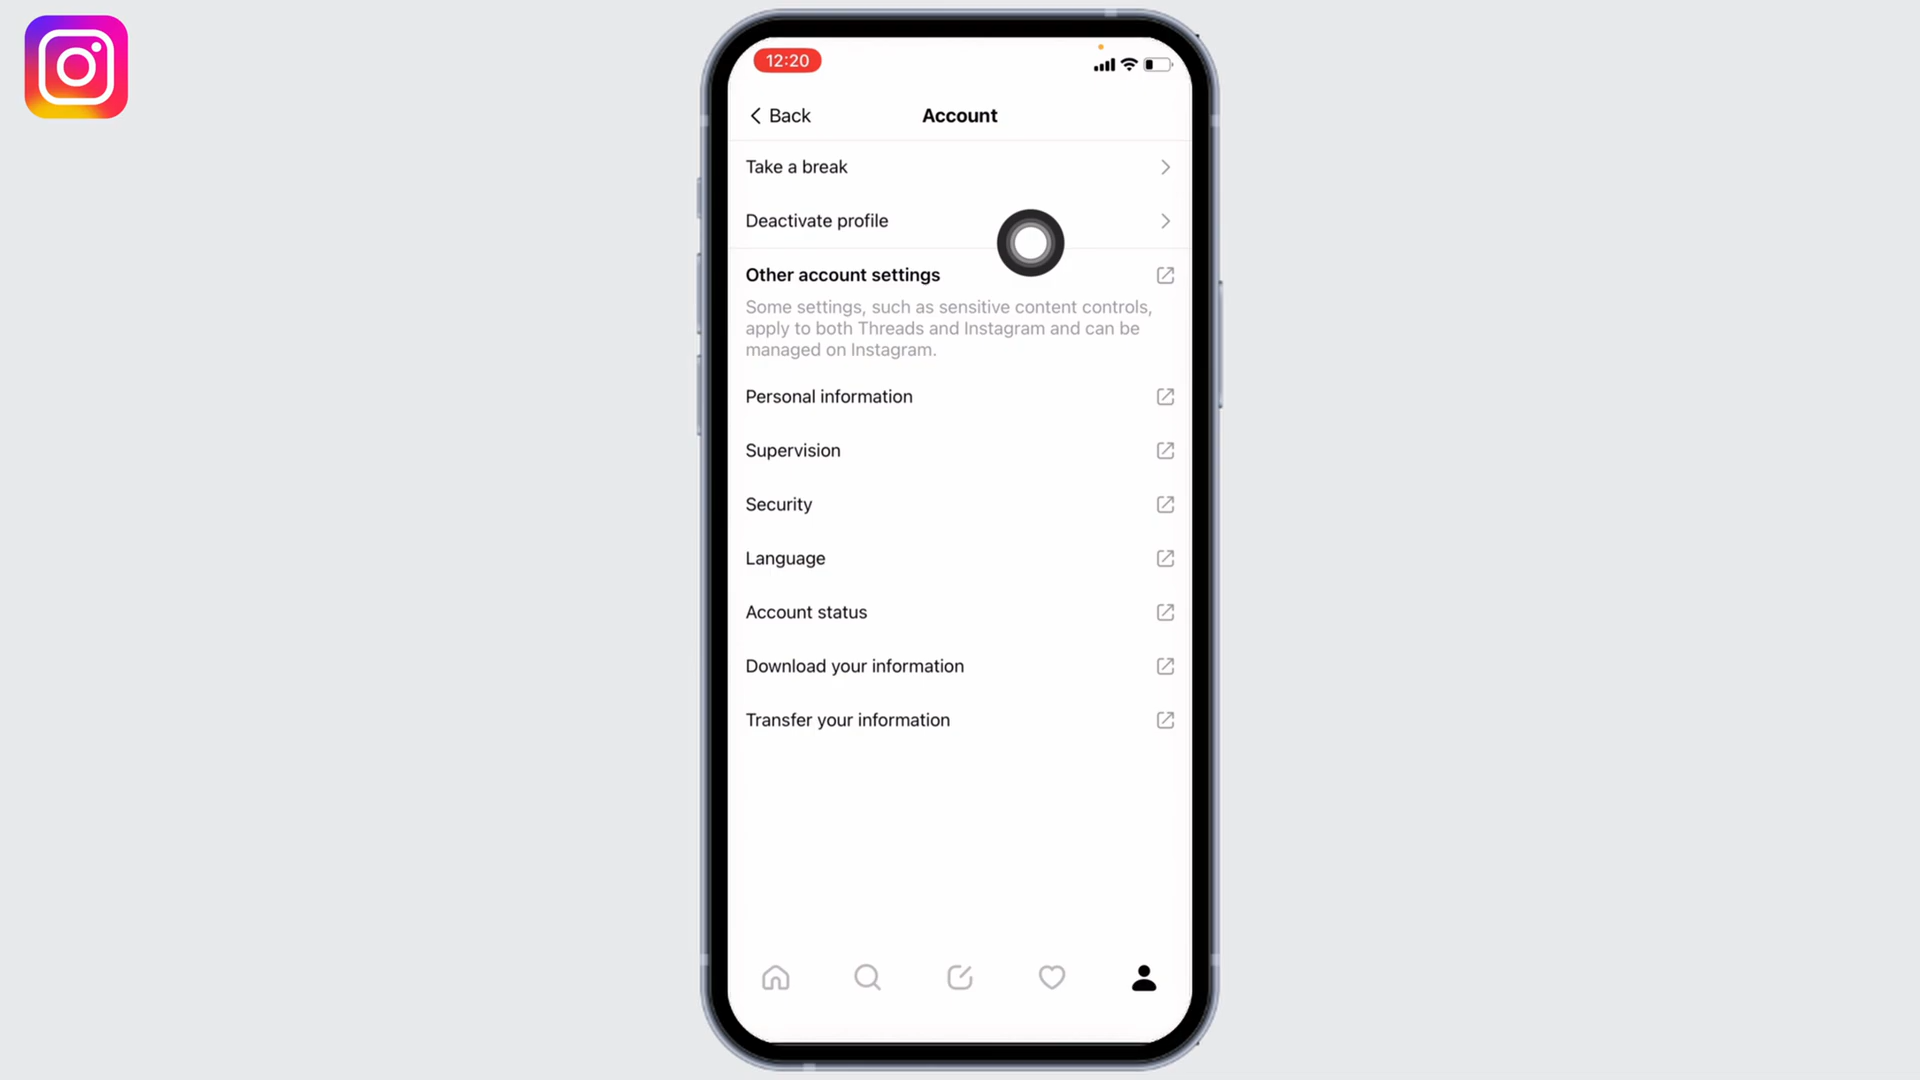 12:20
Back
Account
Take a break
Deactivate profile
Other account settings
Some settings, such as sensitive content controls,
apply to both Threads and Instagram and can be
managed on Instagram.
Personal information
Supervision
Security
Language
Account status
Download your information
Transfer your information